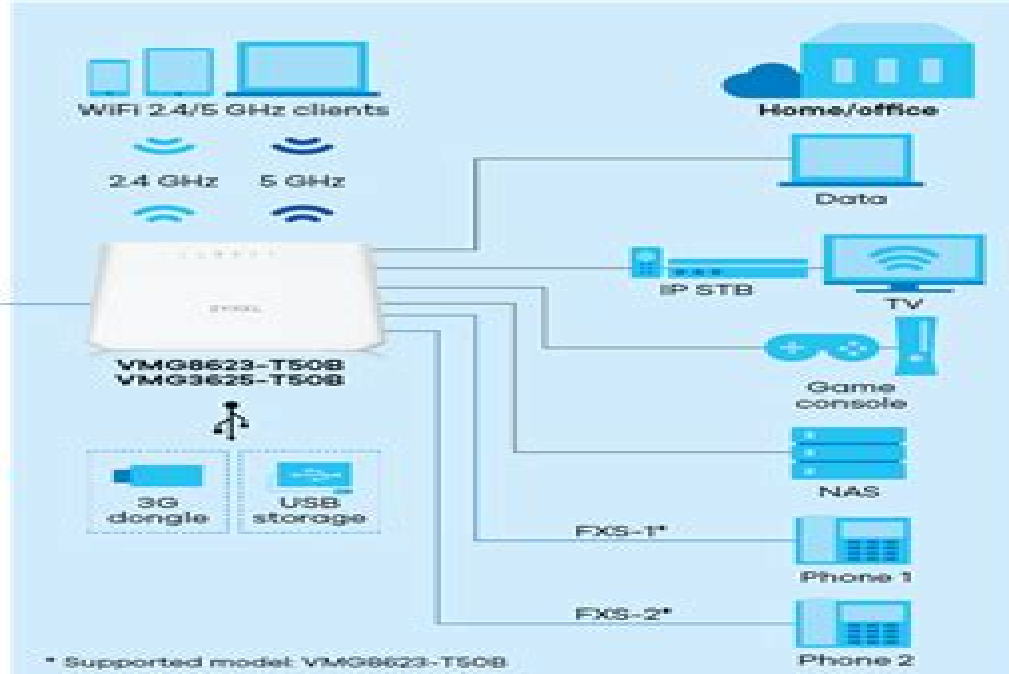 WiFi 2.4/5 GHz clients
2.4 GHz
5 GHz
ZYXEL
VMG8623-T50B
VMG3625-T50B
3G
dongle
USB
storage
Home/office
Data
IP STB
TV
Game
console
NAS
FXS-1*
Phone 1
FXS-2*
Phone 2
* Supported model: VMG8623-T50B